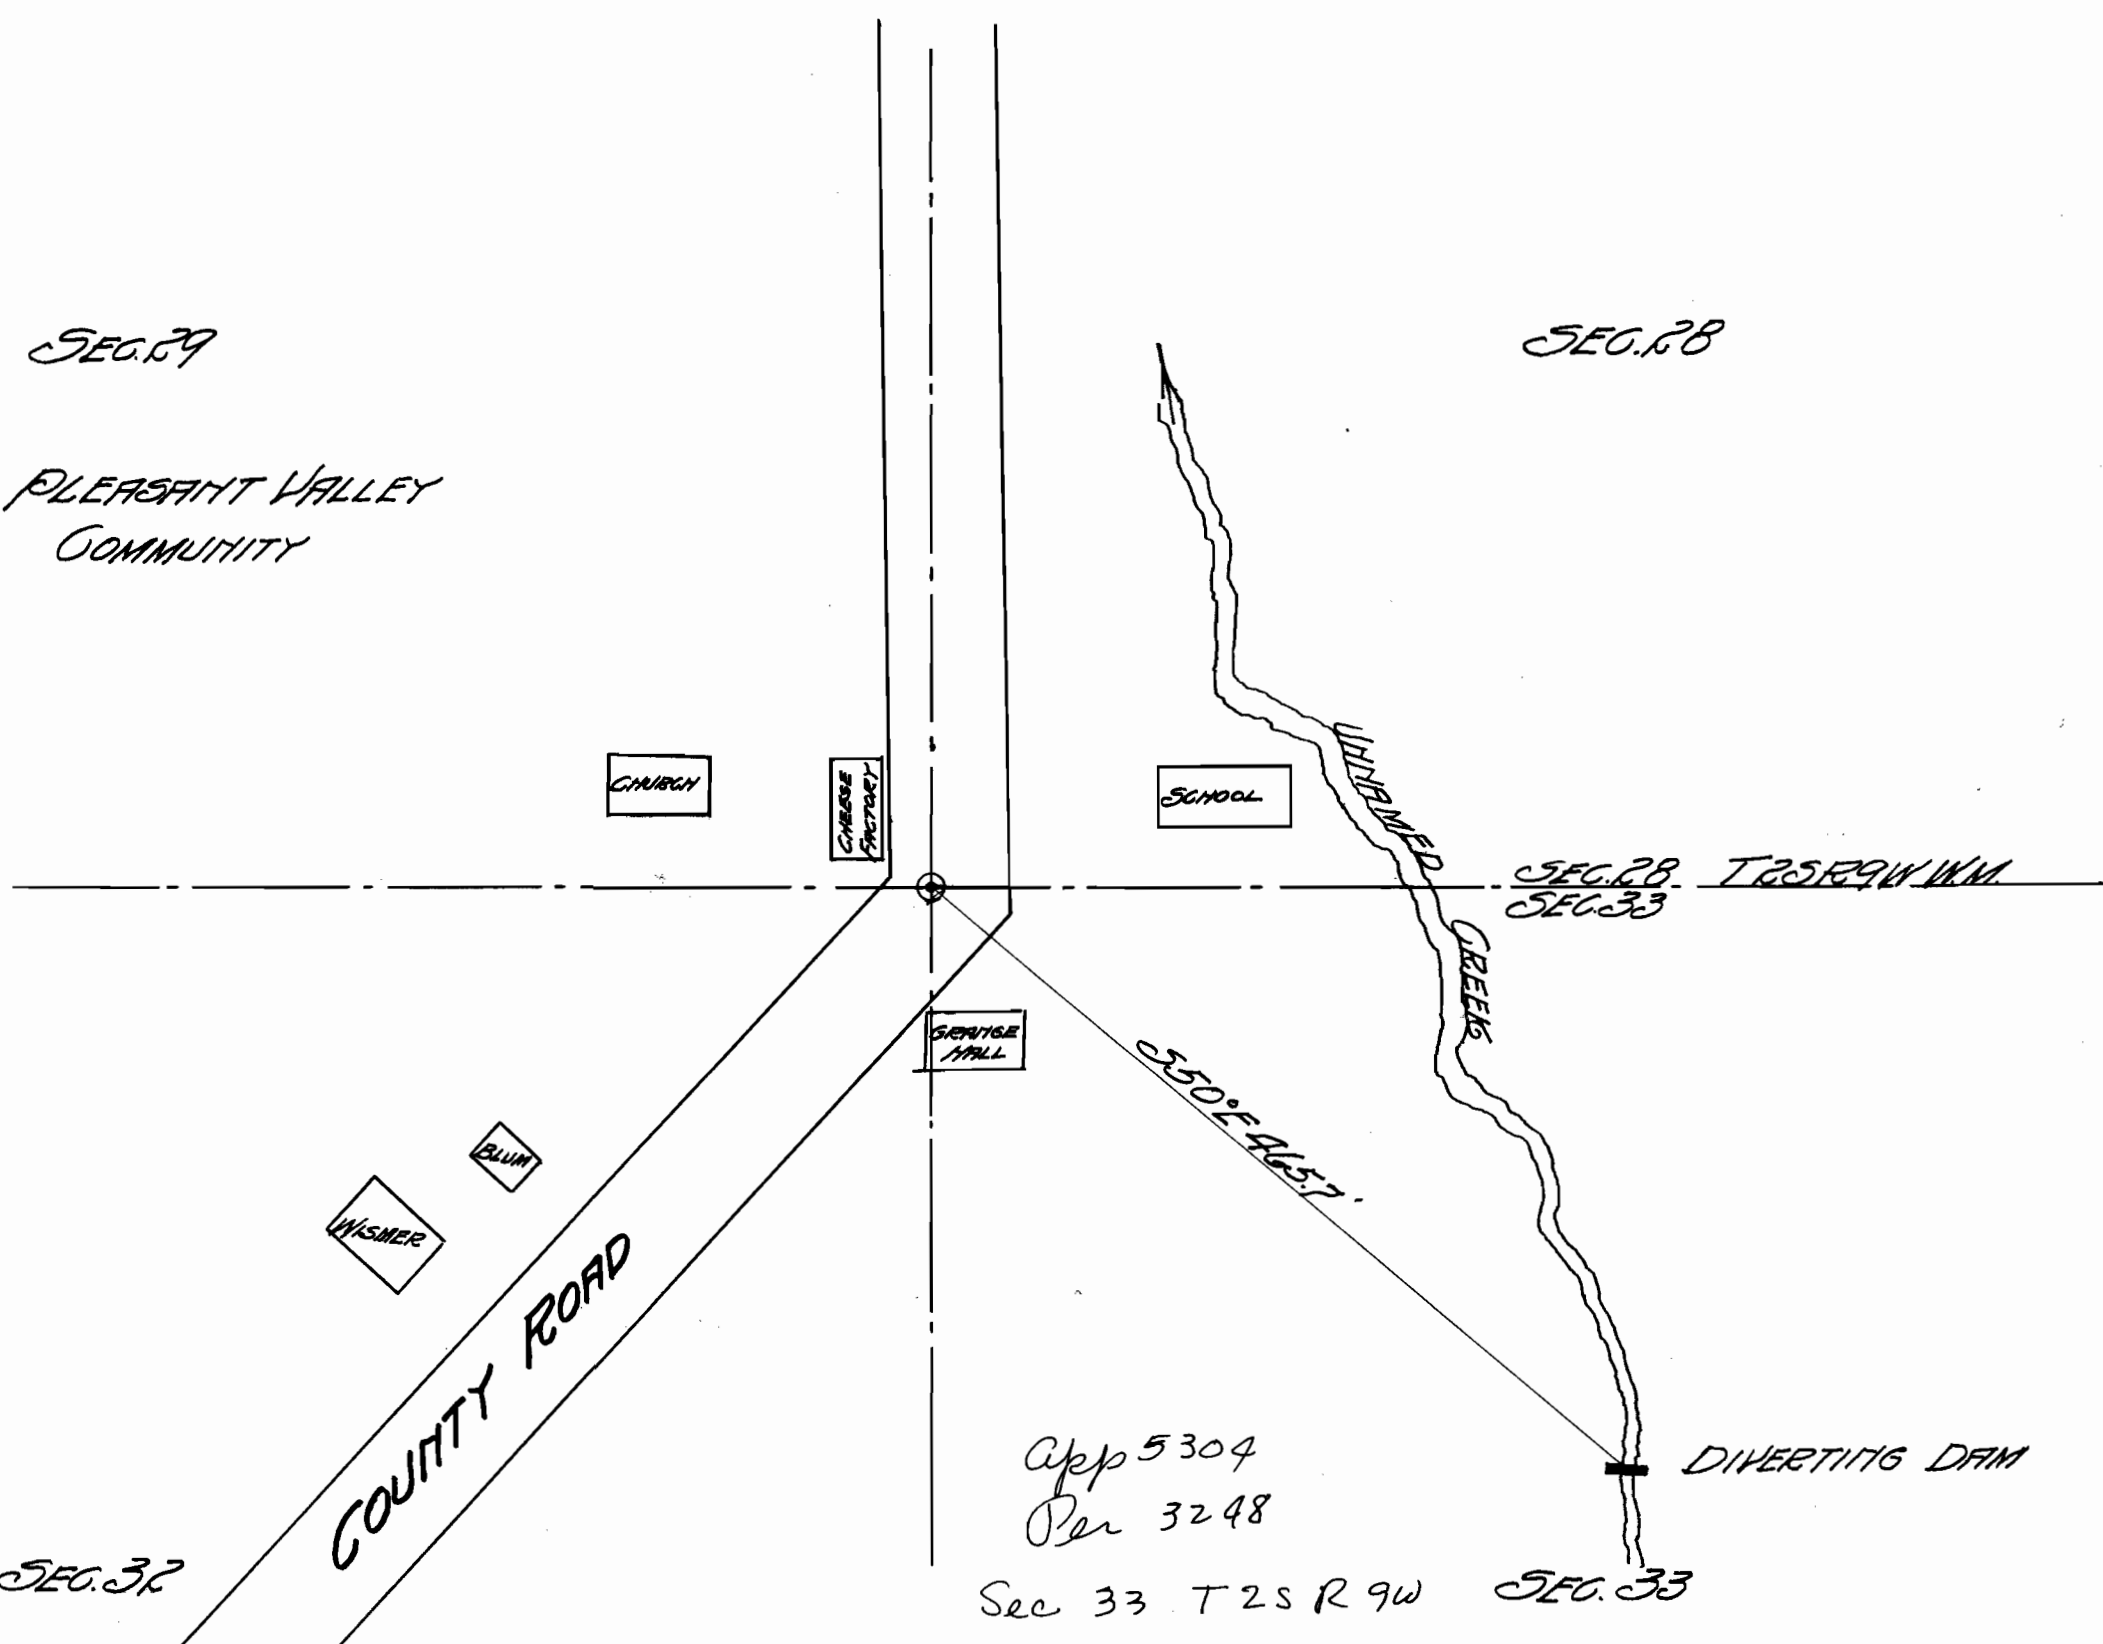 SEC. 29
SEC. 28
PLEASANT VALLEY
COMMUNITY
CHURCH
CHEESE
FACTORY
SCHOOL
UNNAMED CREEK
SEC. 28 T2SR9W W.M.
SEC. 33
GRANGE
HALL
S50°E 465.7'
BLUM
WISMER
COUNTY ROAD
App 5304
Per 3248
DIVERTING DAM
SEC. 32
Sec 33 T2S R 9W
SEC. 33